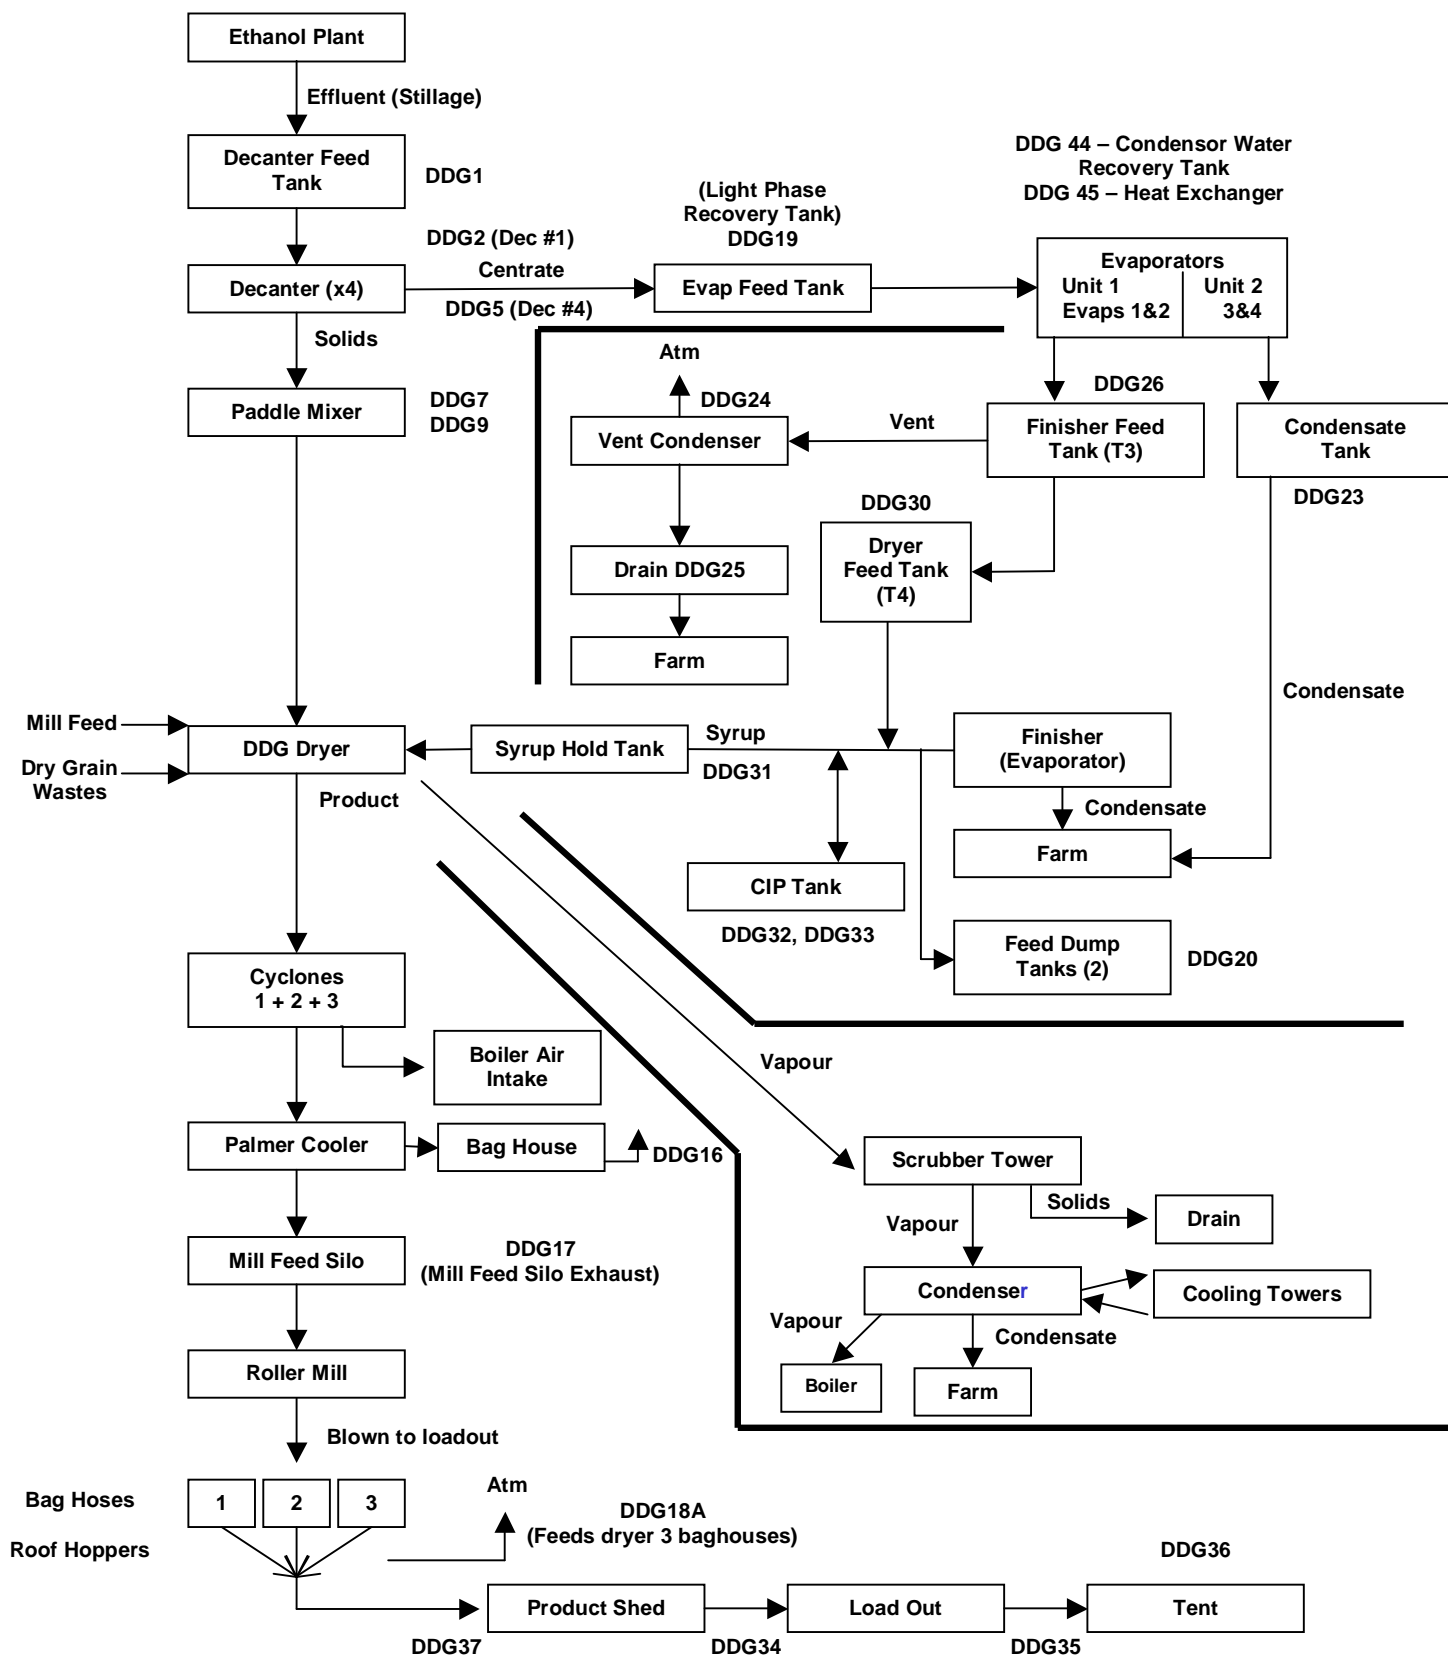 Ethanol Plant
Effluent (Stillage)
Decanter Feed
Tank
DDG1
DDG 44 – Condensor Water
Recovery Tank
DDG 45 – Heat Exchanger
(Light Phase
Recovery Tank)
DDG19
DDG2 (Dec #1)
Centrate
DDG5 (Dec #4)
Decanter (x4)
Evap Feed Tank
Evaporators
Unit 1
Evaps 1&2
Unit 2
3&4
Solids
Atm
DDG26
Paddle Mixer
DDG7
DDG9
DDG24
Vent Condenser
Vent
Finisher Feed
Tank (T3)
Condensate
Tank
DDG23
DDG30
Dryer
Feed Tank
(T4)
Drain DDG25
Farm
Condensate
Mill Feed
DDG Dryer
Syrup Hold Tank
Syrup
DDG31
Finisher
(Evaporator)
Dry Grain
Wastes
Product
Condensate
Farm
CIP Tank
DDG32, DDG33
Feed Dump
Tanks (2)
DDG20
Cyclones
1 + 2 + 3
Boiler Air
Intake
Vapour
Palmer Cooler
Bag House
DDG16
Scrubber Tower
Solids
Drain
Vapour
Mill Feed Silo
DDG17
(Mill Feed Silo Exhaust)
Condenser
Cooling Towers
Vapour
Condensate
Roller Mill
Boiler
Farm
Blown to loadout
Bag Hoses
1
2
3
Atm
DDG18A
(Feeds dryer 3 baghouses)
Roof Hoppers
DDG36
Product Shed
Load Out
Tent
DDG37
DDG34
DDG35